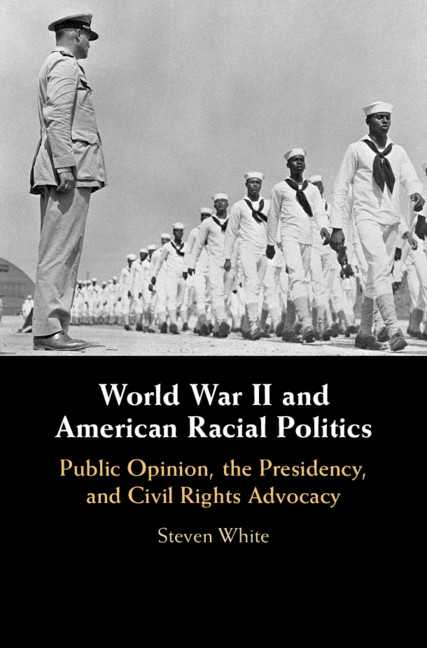 World War II and
American Racial Politics
Public Opinion, the Presidency,
and Civil Rights Advocacy
Steven White